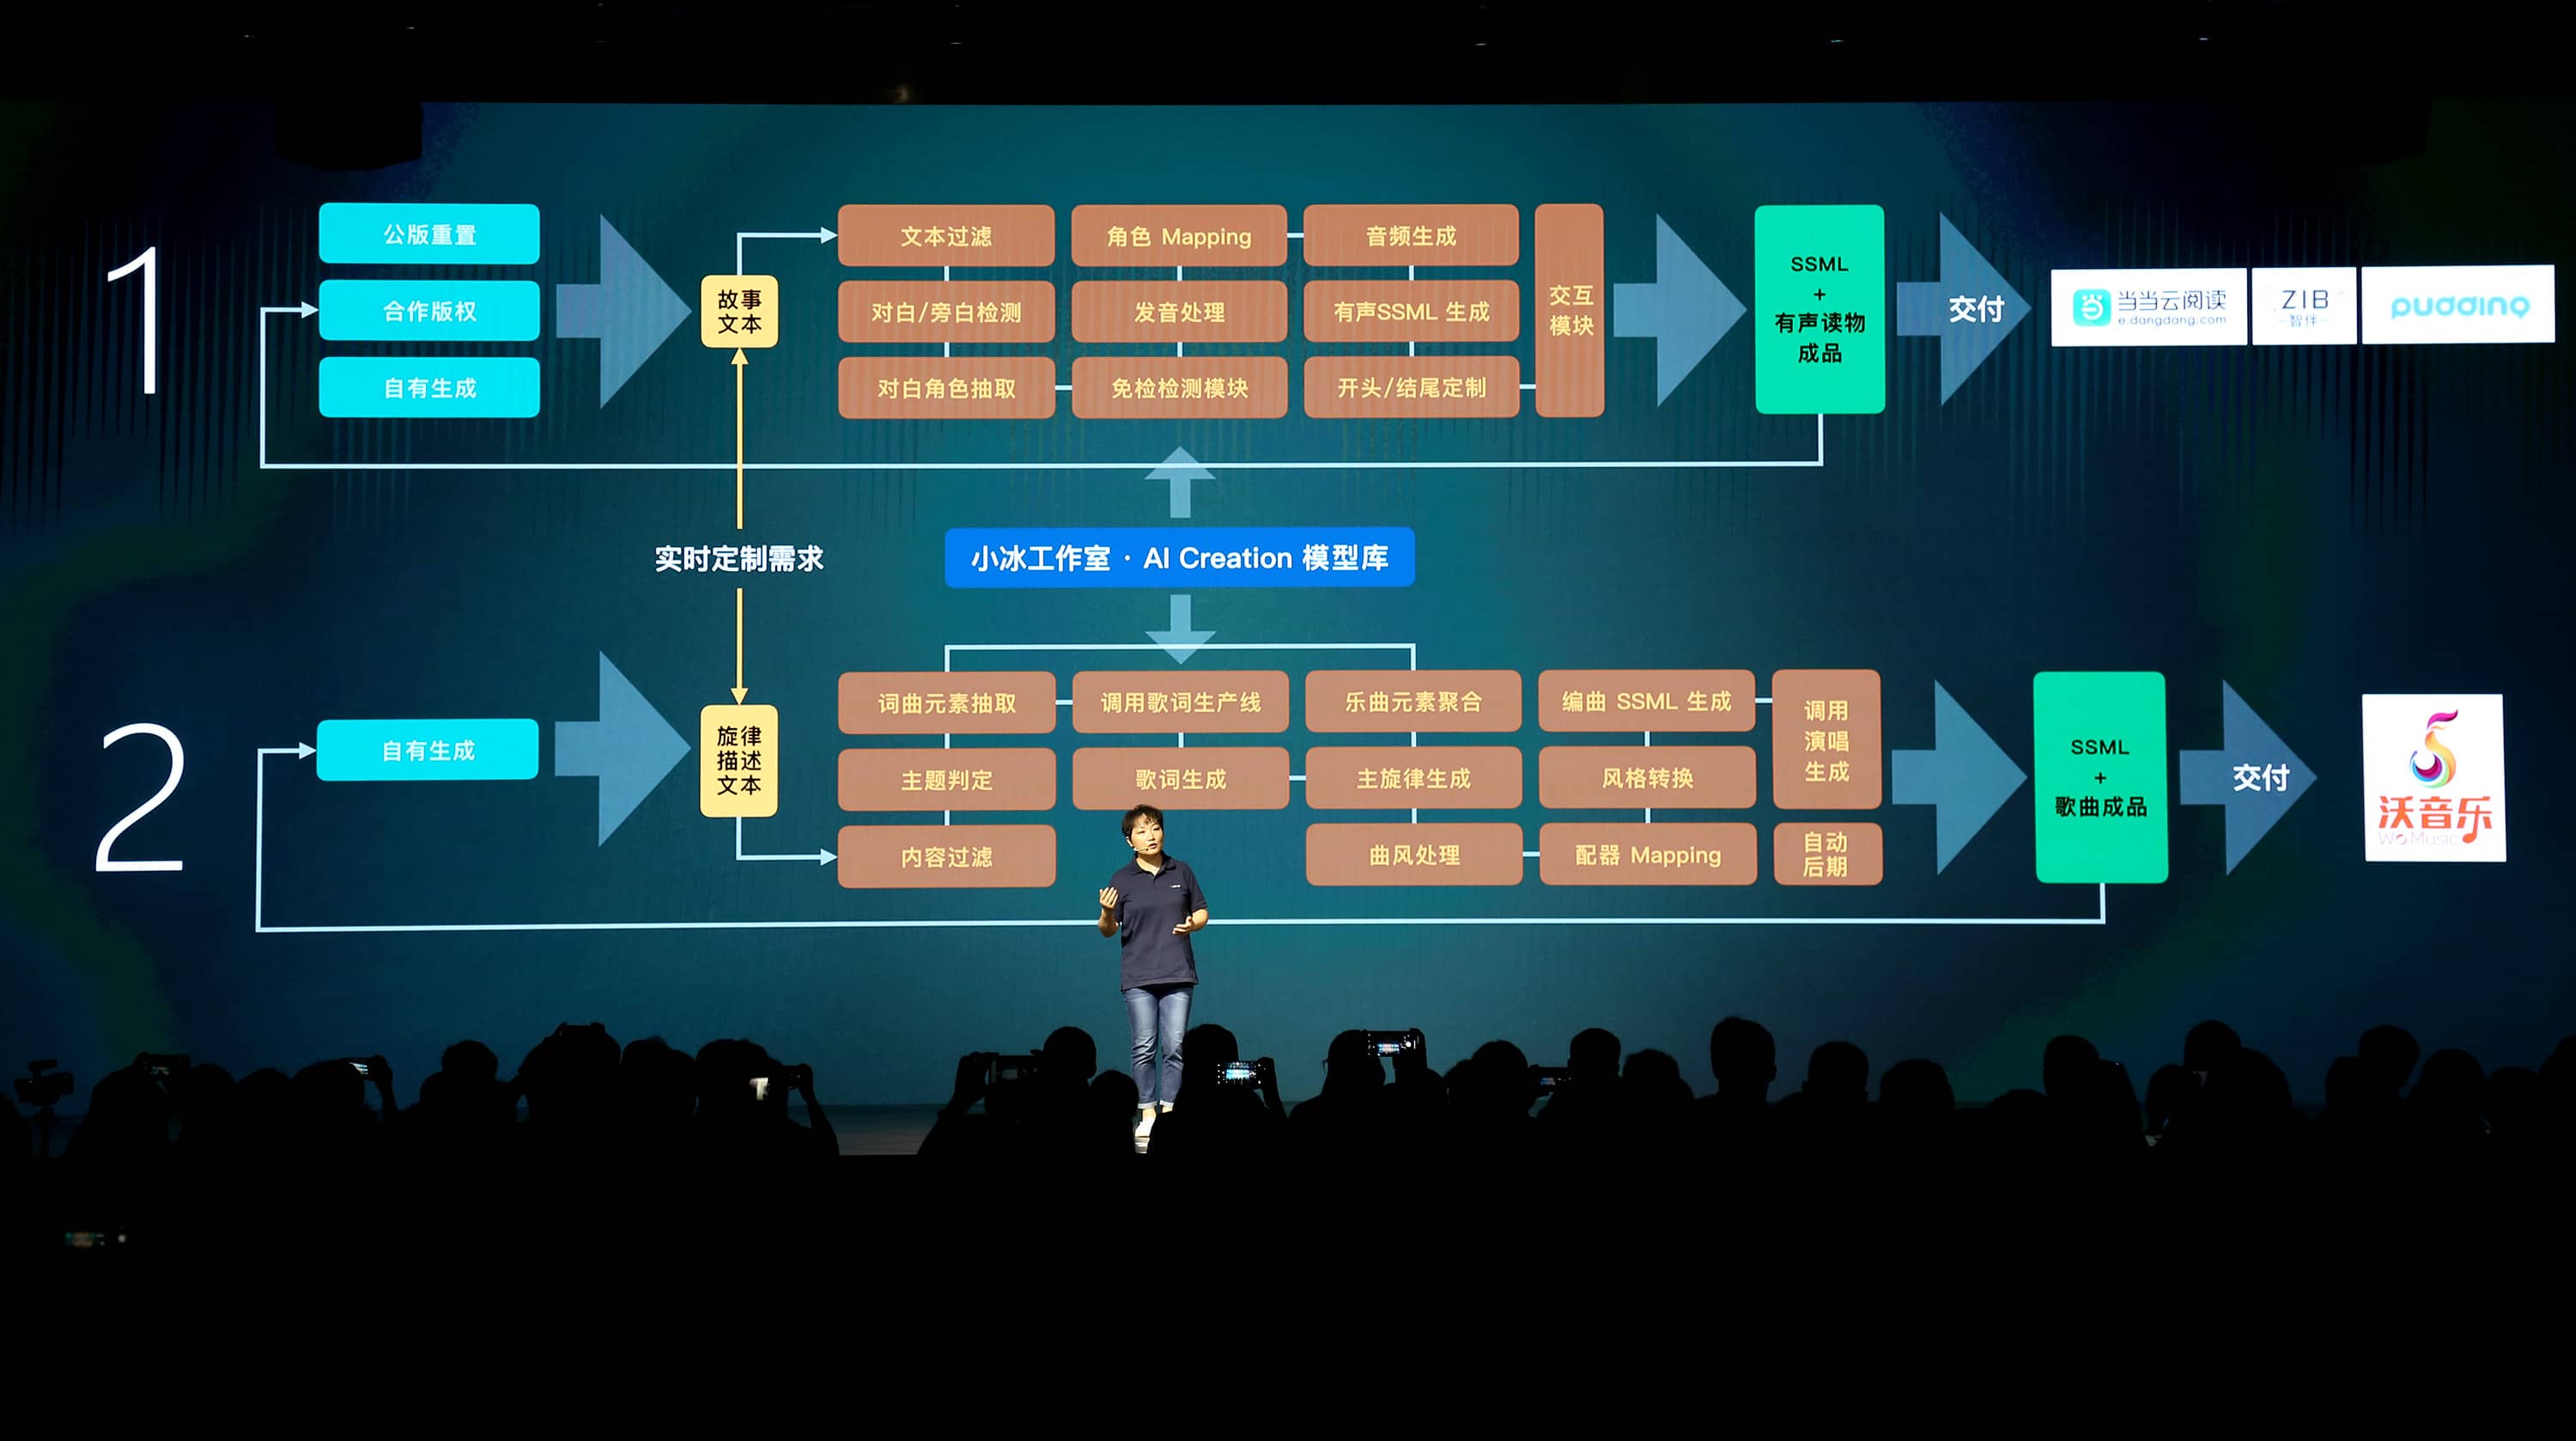 1
公版重置
合作版权
自有生成
故事
文本
文本过滤
对白/旁白检测
对白角色抽取
角色 Mapping
发音处理
免检检测模块
音频生成
有声SSML 生成
开头/结尾定制
交互
模块
SSML
+
有声读物
成品
交付
当当云阅读
e.dangdang.com
ZIB
智伴
pudding
实时定制需求
小冰工作室 · AI Creation 模型库
2
自有生成
旋律
描述
文本
词曲元素抽取
主题判定
内容过滤
调用歌词生产线
歌词生成
乐曲元素聚合
主旋律生成
曲风处理
编曲 SSML 生成
风格转换
配器 Mapping
调用
演唱
生成
自动
后期
SSML
+
歌曲成品
交付
沃音乐
Wo Music